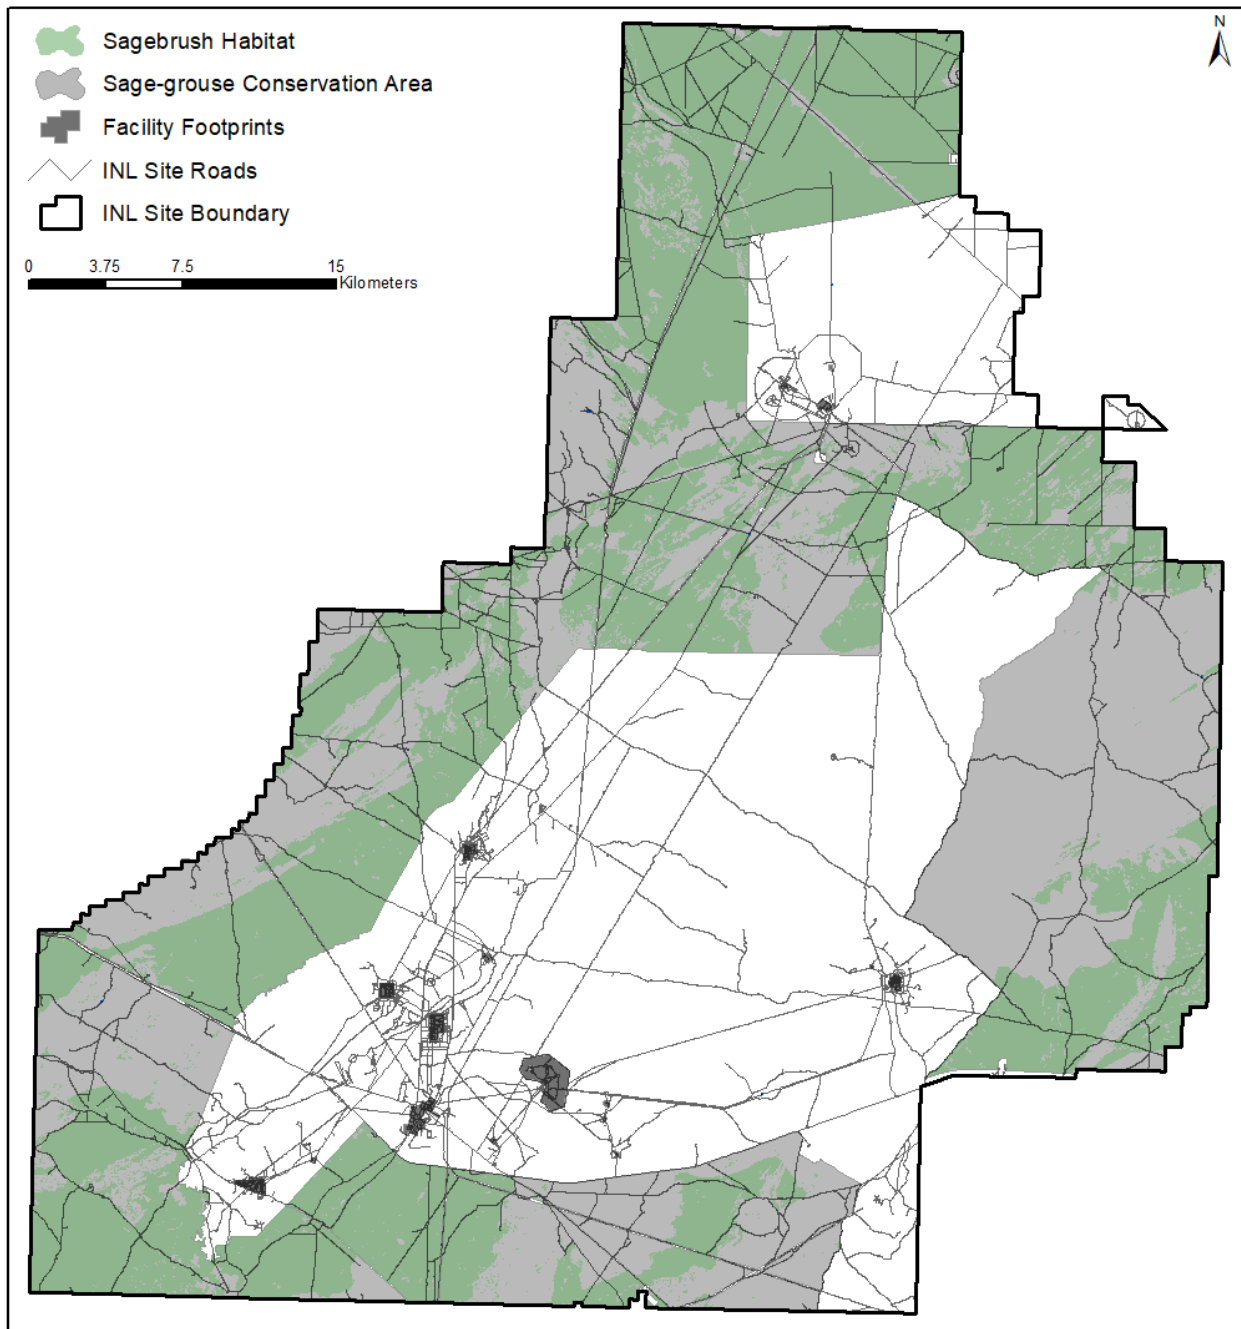 N
Sagebrush Habitat
Sage-grouse Conservation Area
Facility Footprints
INL Site Roads
INL Site Boundary
0 3.75 7.5 15
Kilometers